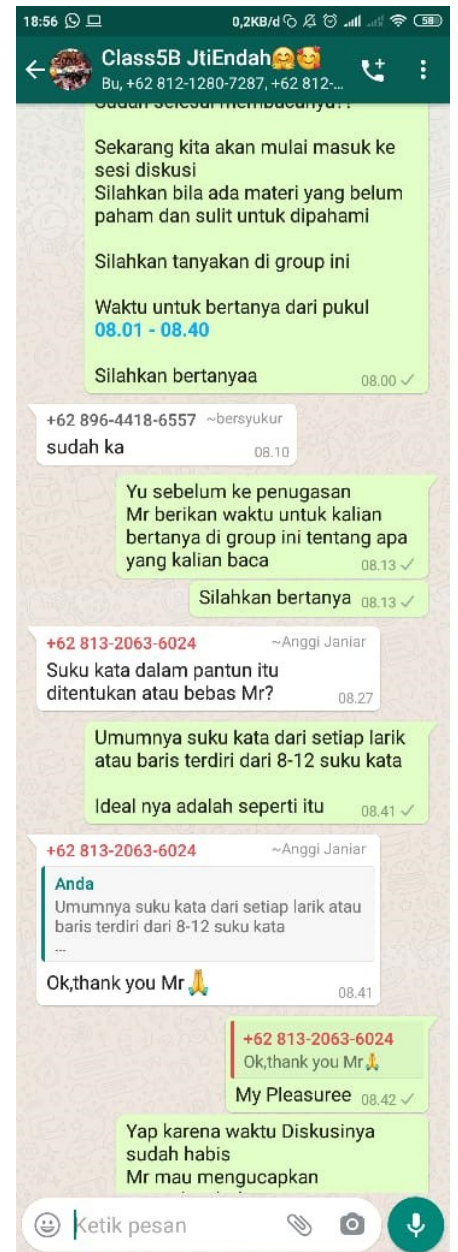 18:56 0,2KB/d 58
Class5B JtiEndah🤗🥰
Bu, +62 812-1280-7287, +62 812-...
Sudah selesai membacanya??
Sekarang kita akan mulai masuk ke
sesi diskusi
Silahkan bila ada materi yang belum
paham dan sulit untuk dipahami
Silahkan tanyakan di group ini
Waktu untuk bertanya dari pukul
08.01 - 08.40
Silahkan bertanyaa
08.00
+62 896-4418-6557 ~bersyukur
sudah ka
08.10
Yu sebelum ke penugasan
Mr berikan waktu untuk kalian
bertanya di group ini tentang apa
yang kalian baca
08.13
Silahkan bertanya 08.13
+62 813-2063-6024 ~Anggi Janiar
Suku kata dalam pantun itu
ditentukan atau bebas Mr?
08.27
Umumnya suku kata dari setiap larik
atau baris terdiri dari 8-12 suku kata
Ideal nya adalah seperti itu
08.41
+62 813-2063-6024 ~Anggi Janiar
Anda
Umumnya suku kata dari setiap larik atau
baris terdiri dari 8-12 suku kata
...
Ok,thank you Mr🙏
08.41
+62 813-2063-6024
Ok,thank you Mr🙏
My Pleasuree 08.42
Yap karena waktu Diskusinya
sudah habis
Mr mau mengucapkan
Ketik pesan